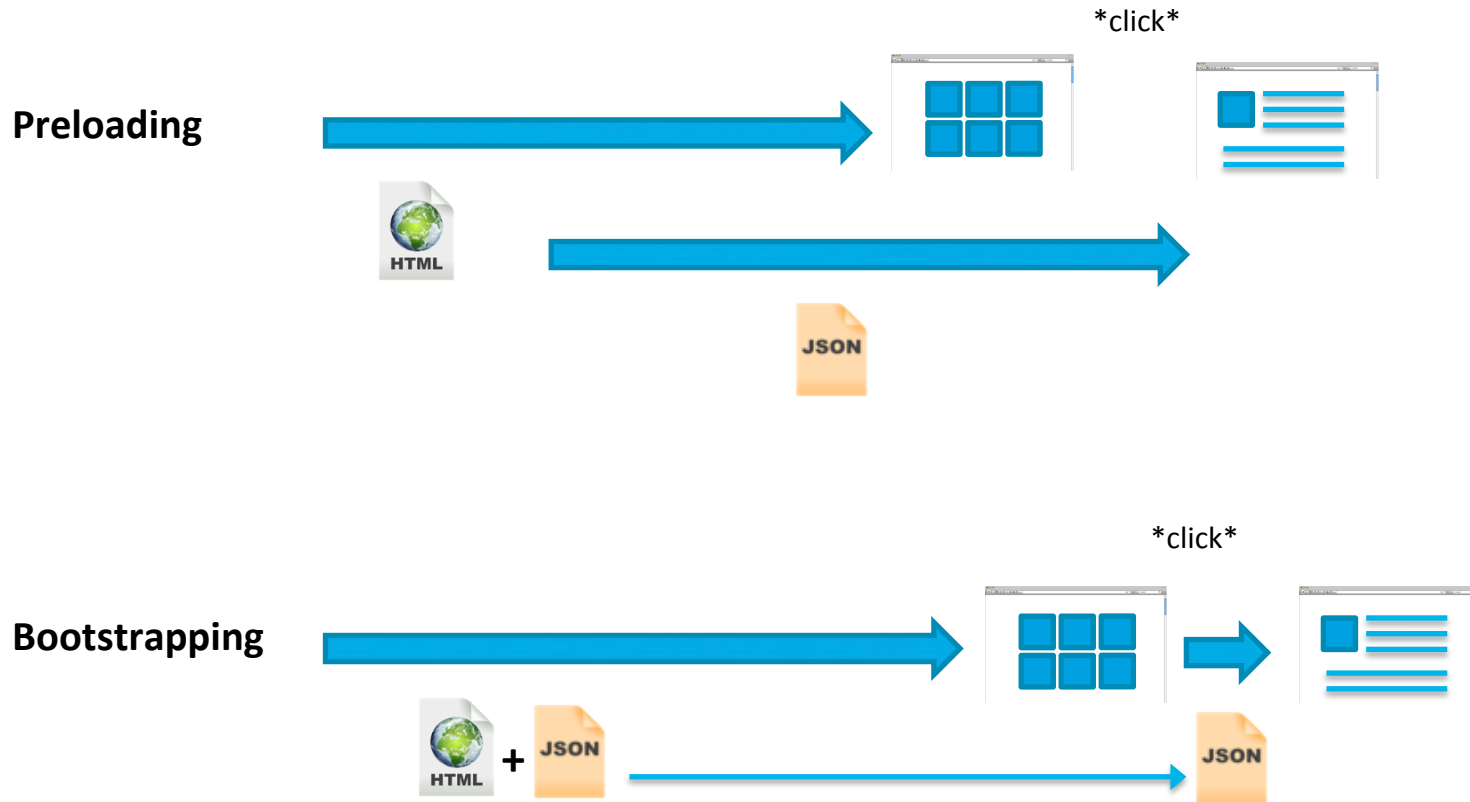 *click*
Preloading
HTML
JSON
*click*
Bootstrapping
HTML
+
JSON
JSON